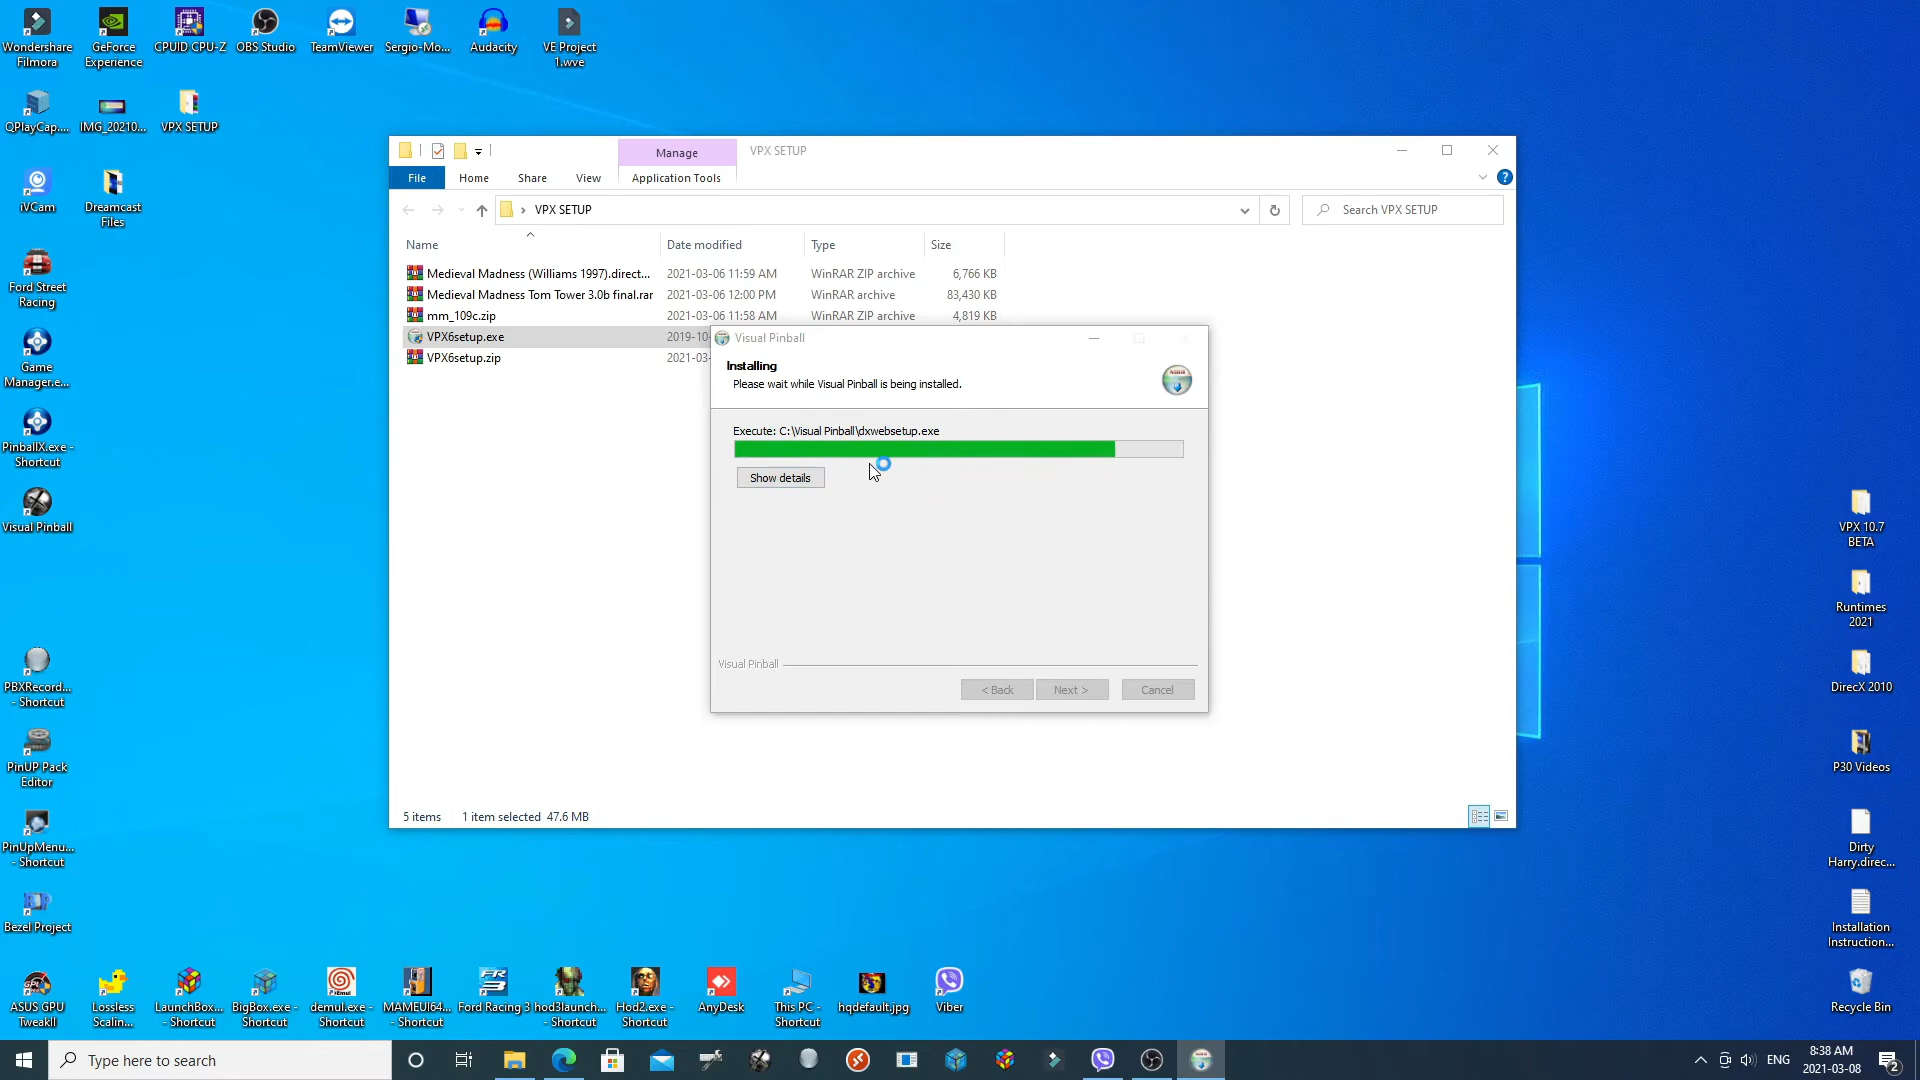 Wondershare
Filmora
GeForce
Experience
CPUID CPU-Z
OBS Studio
TeamViewer
Sergio-Mo...
Audacity
VE Project
1.wve
QPlayCap....
IMG_20210...
VPX SETUP
iVCam
Dreamcast
Files
Ford Street
Racing
Game
Manager.e...
PinballX.exe -
Shortcut
Visual Pinball
PBXRecord...
- Shortcut
PinUP Pack
Editor
PinUpMenu...
- Shortcut
Bezel Project
Manage
VPX SETUP
File
Home
Share
View
Application Tools
VPX SETUP
Search VPX SETUP
Name
Date modified
Type
Size
Medieval Madness (Williams 1997).direct...
2021-03-06 11:59 AM
WinRAR ZIP archive
6,766 KB
Medieval Madness Tom Tower 3.0b final.rar
2021-03-06 12:00 PM
WinRAR archive
83,430 KB
mm_109c.zip
2021-03-06 11:58 AM
WinRAR ZIP archive
4,819 KB
VPX6setup.exe
2019-10-
VPX6setup.zip
2021-03-
Visual Pinball
Installing
Please wait while Visual Pinball is being installed.
Execute: C:\Visual Pinball\dxwebsetup.exe
Show details
Visual Pinball
< Back
Next >
Cancel
5 items
1 item selected 47.6 MB
VPX 10.7
BETA
Runtimes
2021
DirecX 2010
P30 Videos
Dirty
Harry.direc...
Installation
Instruction...
Recycle Bin
ASUS GPU
TweakII
Lossless
Scalin...
LaunchBox...
- Shortcut
BigBox.exe -
Shortcut
demul.exe -
Shortcut
MAMEUI64...
- Shortcut
Ford Racing 3
hod3launch...
- Shortcut
Hod2.exe -
Shortcut
AnyDesk
This PC -
Shortcut
hqdefault.jpg
Viber
Type here to search
ENG
8:38 AM
2021-03-08
2